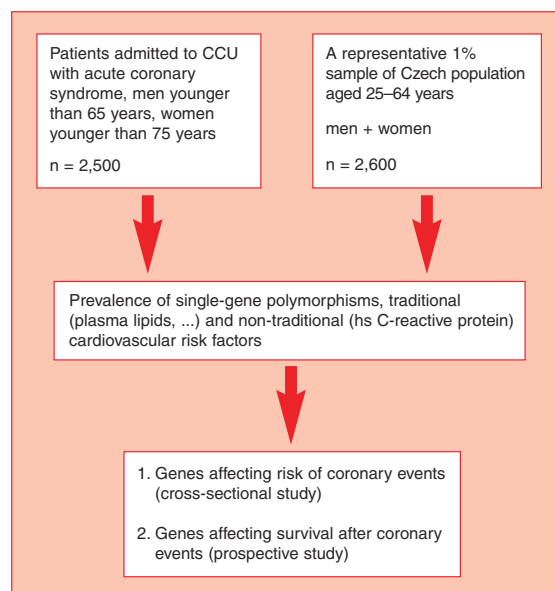 Patients admitted to CCU
with acute coronary
syndrome, men younger
than 65 years, women
younger than 75 years
n = 2,500
A representative 1%
sample of Czech population
aged 25–64 years
men + women
n = 2,600
Prevalence of single-gene polymorphisms, traditional
(plasma lipids, ...) and non-traditional (hs C-reactive protein)
cardiovascular risk factors
1. Genes affecting risk of coronary events
(cross-sectional study)
2. Genes affecting survival after coronary
events (prospective study)